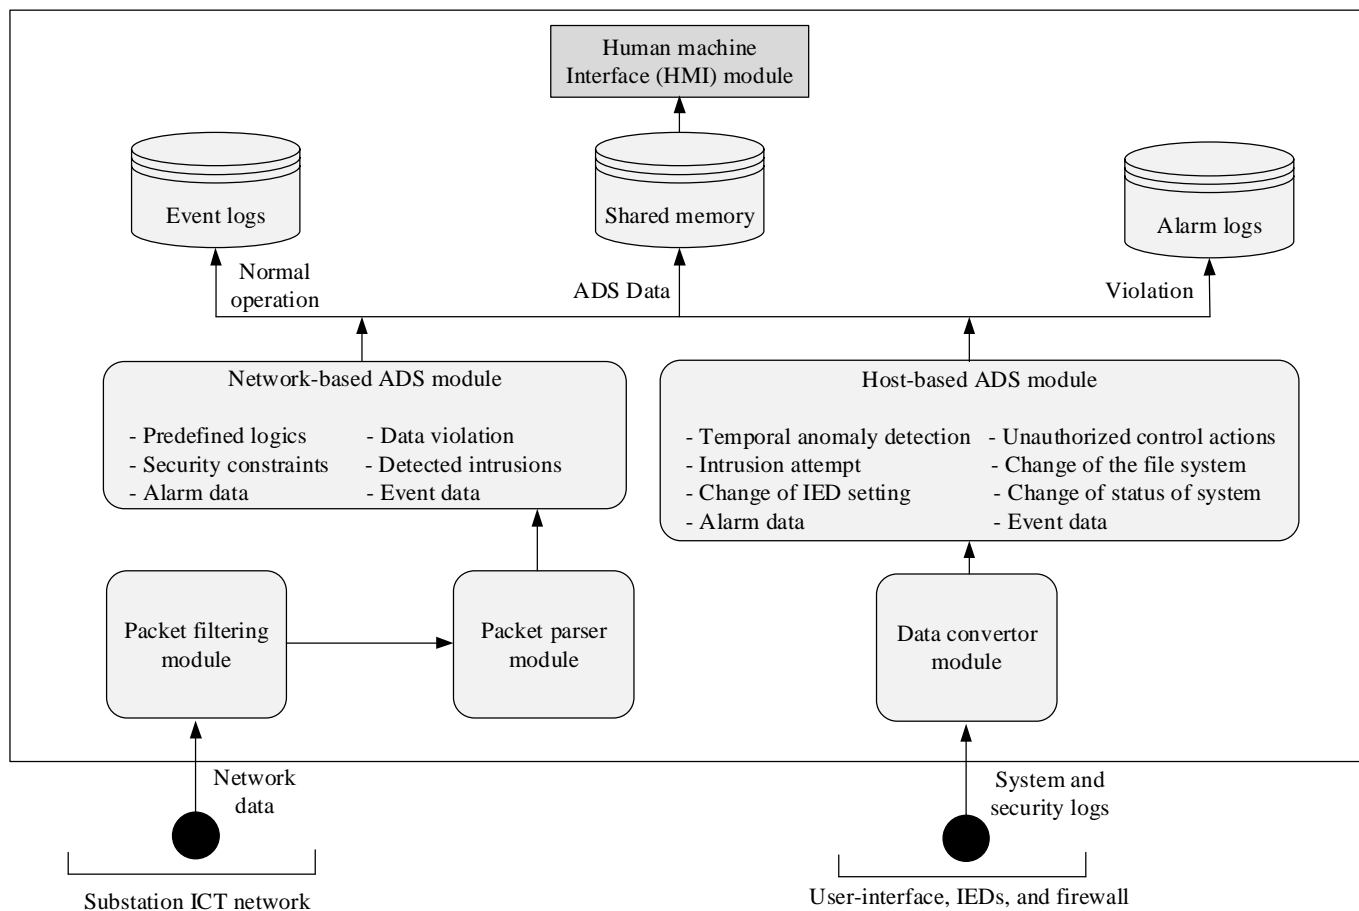 Human machine
Interface (HMI) module
Event logs
Shared memory
Alarm logs
Normal
operation
ADS Data
Violation
Network-based ADS module
- Predefined logics
- Security constraints
- Alarm data
- Data violation
- Detected intrusions
- Event data
Host-based ADS module
- Temporal anomaly detection
- Intrusion attempt
- Change of IED setting
- Alarm data
- Unauthorized control actions
- Change of the file system
- Change of status of system
- Event data
Packet filtering
module
Packet parser
module
Data convertor
module
Network
data
System and
security logs
Substation ICT network
User-interface, IEDs, and firewall